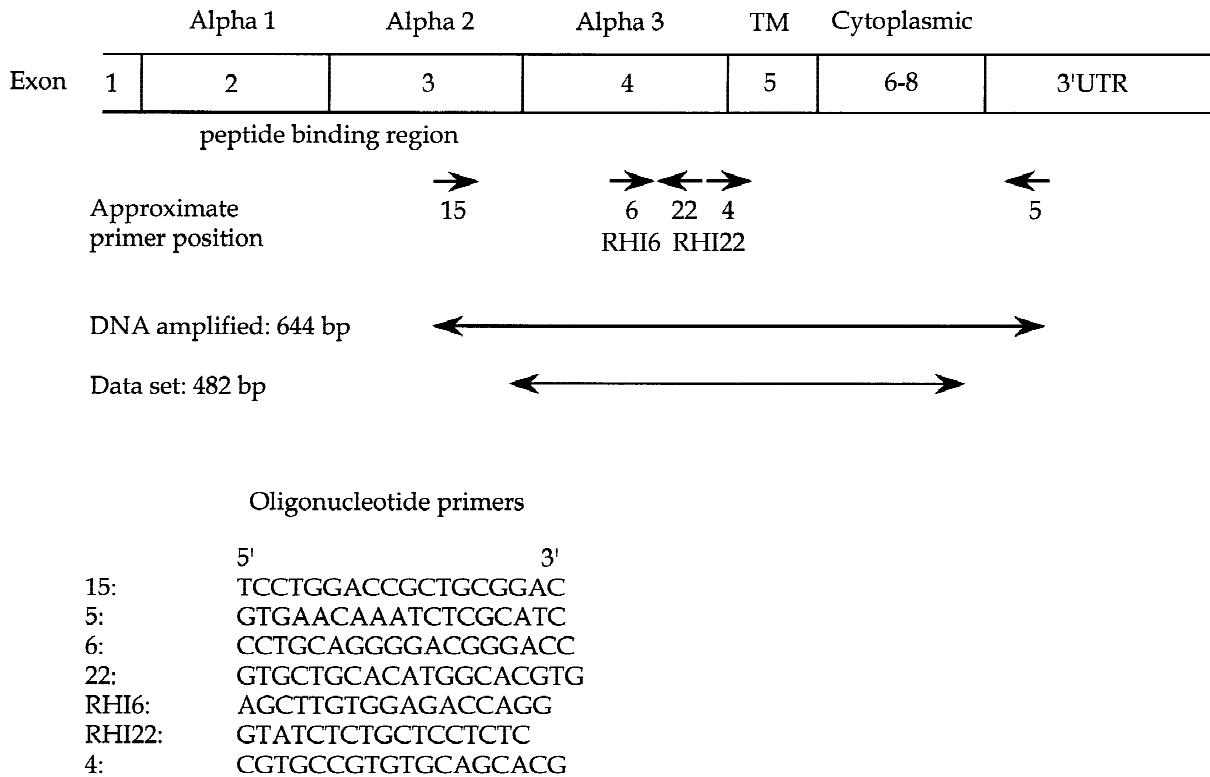 Alpha 1 Alpha 2 Alpha 3 TM Cytoplasmic
Exon 1 2 3 4 5 6-8 3'UTR
peptide binding region
Approximate 15 6 22 4 5
primer position RHI6 RHI22
DNA amplified: 644 bp
Data set: 482 bp
Oligonucleotide primers
5' 3'
15: TCCTGGACCGCTGCGGAC
5: GTGAACAAATCTCGCATC
6: CCTGCAGGGGACGGGACC
22: GTGCTGCACATGGCACGTG
RHI6: AGCTTGTGGAGACCAGG
RHI22: GTATCTCTGCTCCTCTC
4: CGTGCCGTGTGCAGCACG